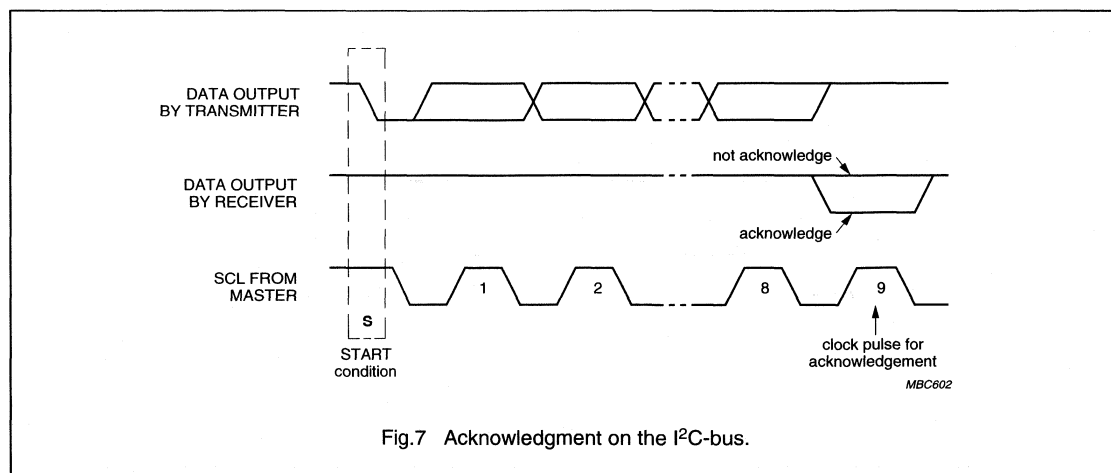 DATA OUTPUT
BY TRANSMITTER
not acknowledge
DATA OUTPUT
BY RECEIVER
acknowledge
SCL FROM
MASTER
1
2
8
9
S
START
condition
clock pulse for
acknowledgement
MBC602
Fig.7 Acknowledgment on the I²C-bus.